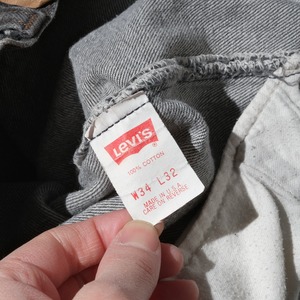 LEVI'S
100% COTTON
W34 L32
MADE IN U.S.A.
CARE ON REVERSE